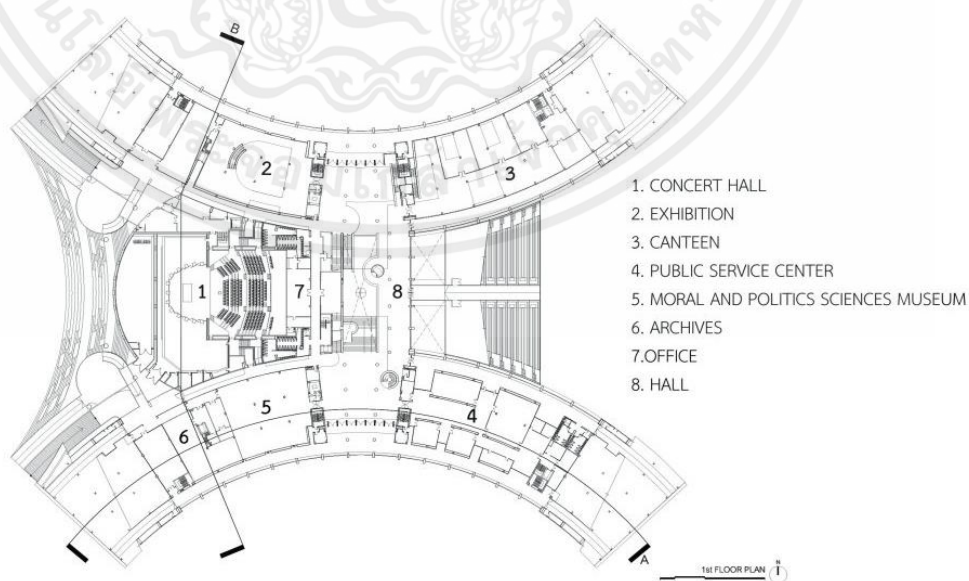 B
2
3
1
7
8
5
4
6
A
1. CONCERT HALL
2. EXHIBITION
3. CANTEEN
4. PUBLIC SERVICE CENTER
5. MORAL AND POLITICS SCIENCES MUSEUM
6. ARCHIVES
7.OFFICE
8. HALL
1st FLOOR PLAN
N